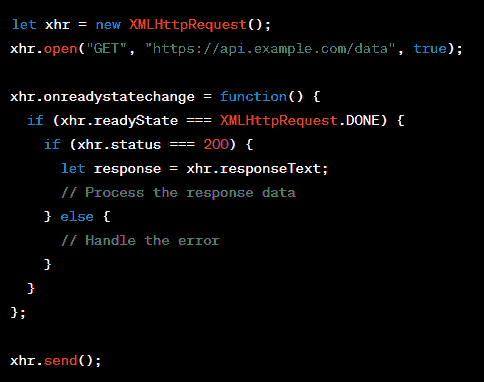 let xhr = new XMLHttpRequest();
xhr.open("GET", "https://api.example.com/data", true);

xhr.onreadystatechange = function() {
  if (xhr.readyState === XMLHttpRequest.DONE) {
    if (xhr.status === 200) {
      let response = xhr.responseText;
      // Process the response data
    } else {
      // Handle the error
    }
  }
};

xhr.send();